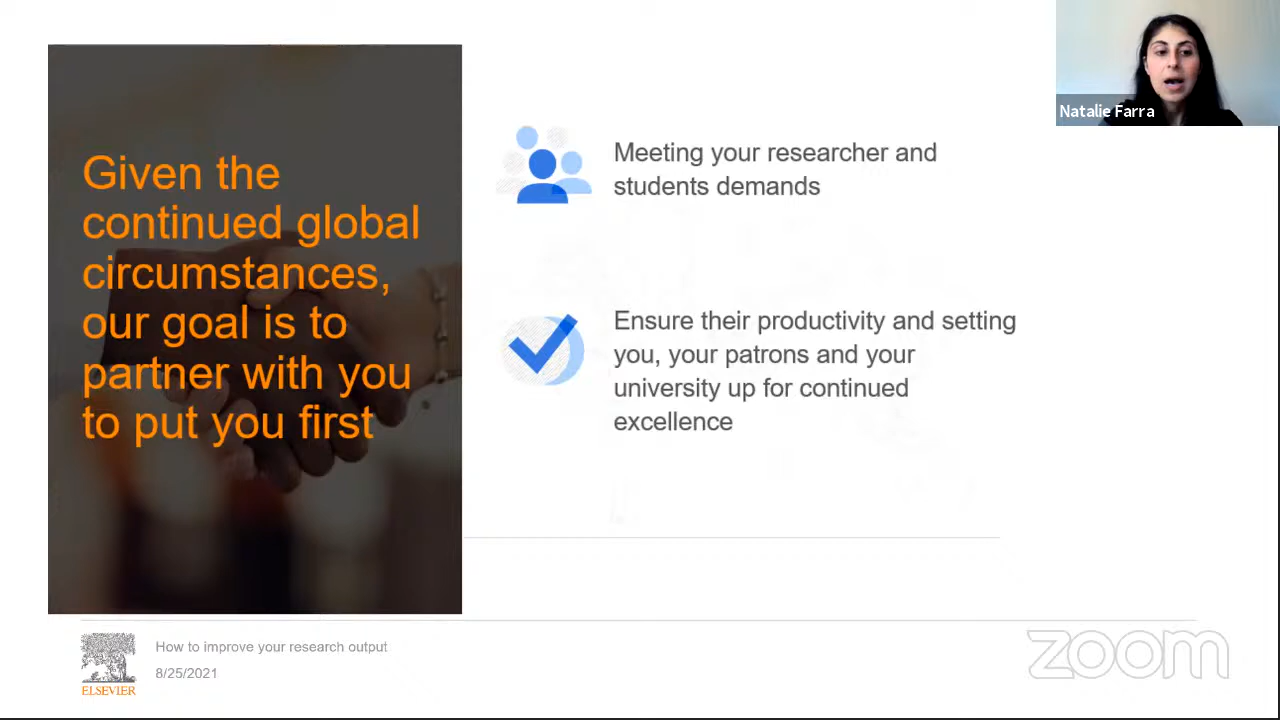 Given the
continued global
circumstances,
our goal is to
partner with you
to put you first
Meeting your researcher and
students demands
Ensure their productivity and setting
you, your patrons and your
university up for continued
excellence
Natalie Farra
How to improve your research output
8/25/2021
ELSEVIER
zoom